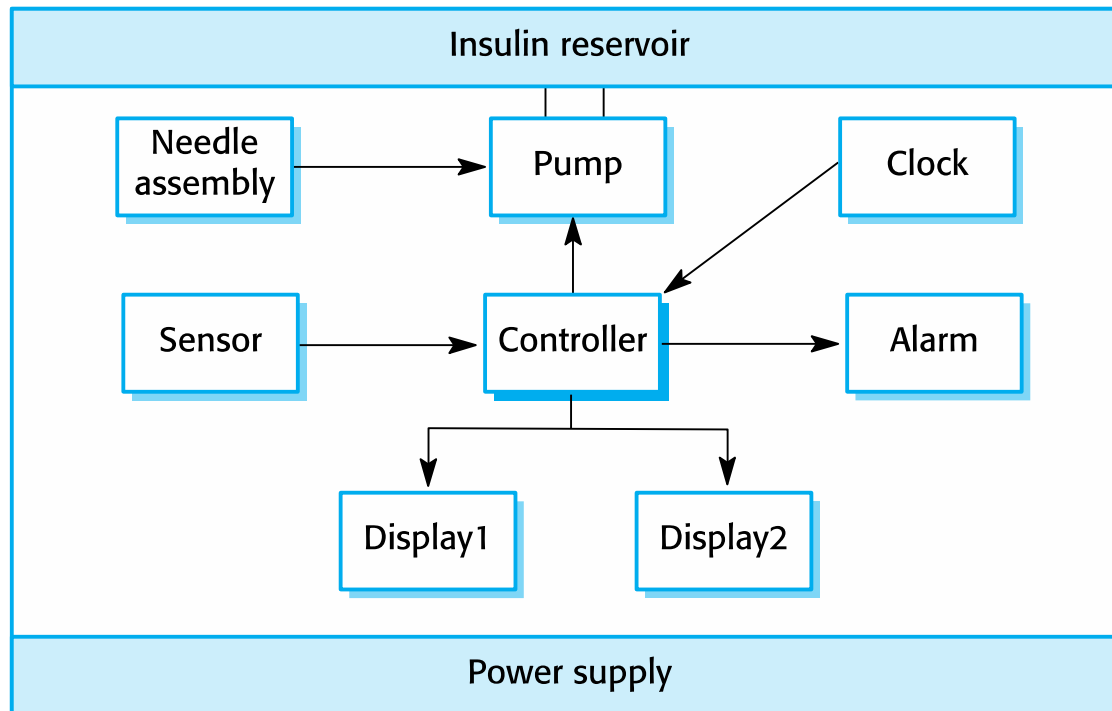 Insulin reservoir
Needle
assembly
Pump
Clock
Sensor
Controller
Alarm
Display1
Display2
Power supply